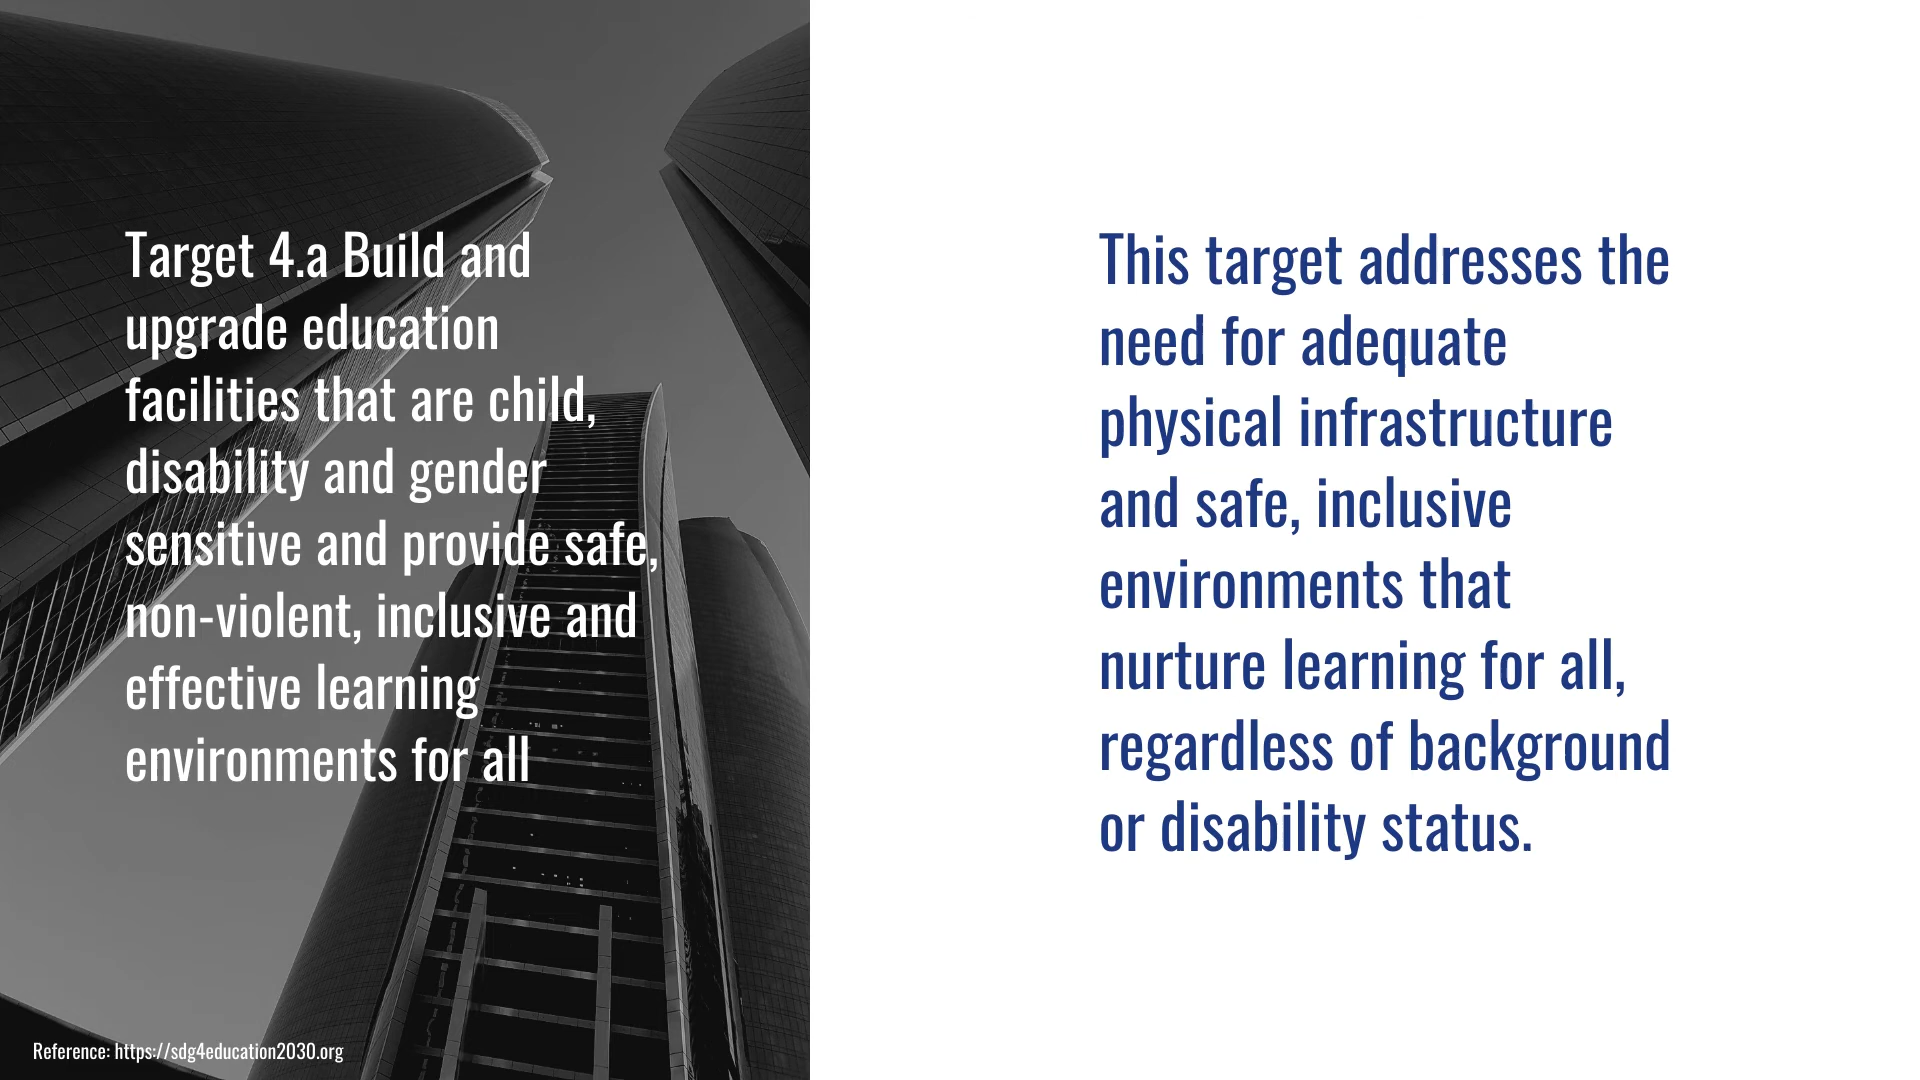 Target 4.a Build and
upgrade education
facilities that are child,
disability and gender
sensitive and provide safe,
non-violent, inclusive and
effective learning
environments for all
Reference: https://sdg4education2030.org
This target addresses the
need for adequate
physical infrastructure
and safe, inclusive
environments that
nurture learning for all,
regardless of background
or disability status.